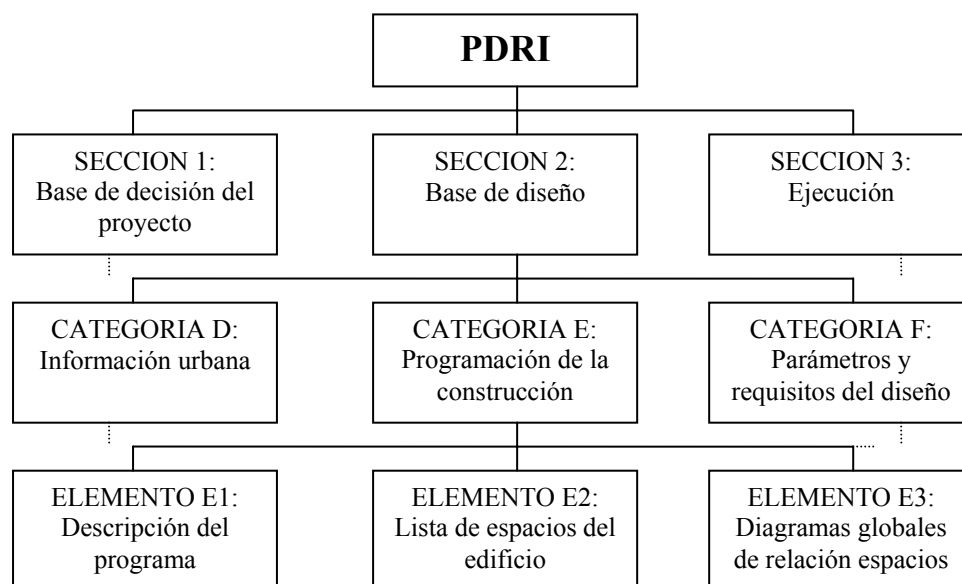 PDRI
SECCION 1:
Base de decisión del
proyecto
SECCION 2:
Base de diseño
SECCION 3:
Ejecución
CATEGORIA D:
Información urbana
CATEGORIA E:
Programación de la
construcción
CATEGORIA F:
Parámetros y
requisitos del diseño
ELEMENTO E1:
Descripción del
programa
ELEMENTO E2:
Lista de espacios del
edificio
ELEMENTO E3:
Diagramas globales
de relación espacios